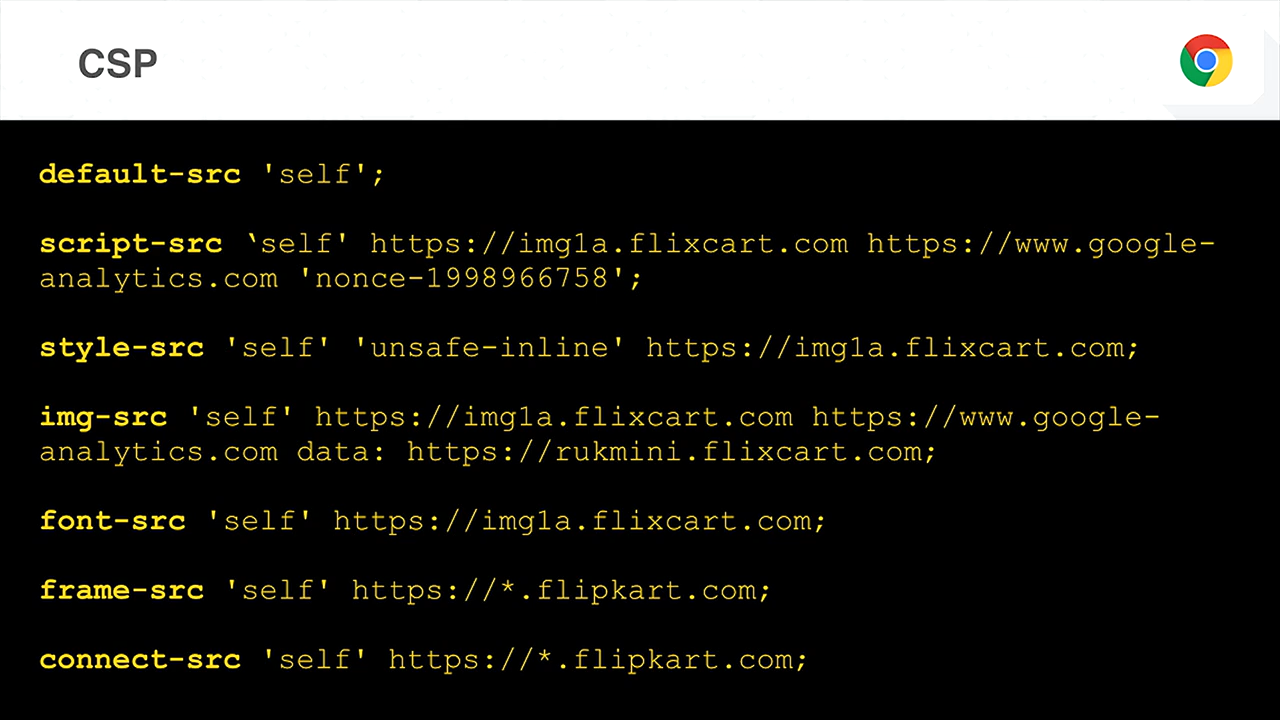 CSP
default-src 'self';
script-src ‘self' https://img1a.flixcart.com https://www.google-
analytics.com 'nonce-1998966758';
style-src 'self' 'unsafe-inline' https://img1a.flixcart.com;
img-src 'self' https://img1a.flixcart.com https://www.google-
analytics.com data: https://rukmini.flixcart.com;
font-src 'self' https://img1a.flixcart.com;
frame-src 'self' https://*.flipkart.com;
connect-src 'self' https://*.flipkart.com;